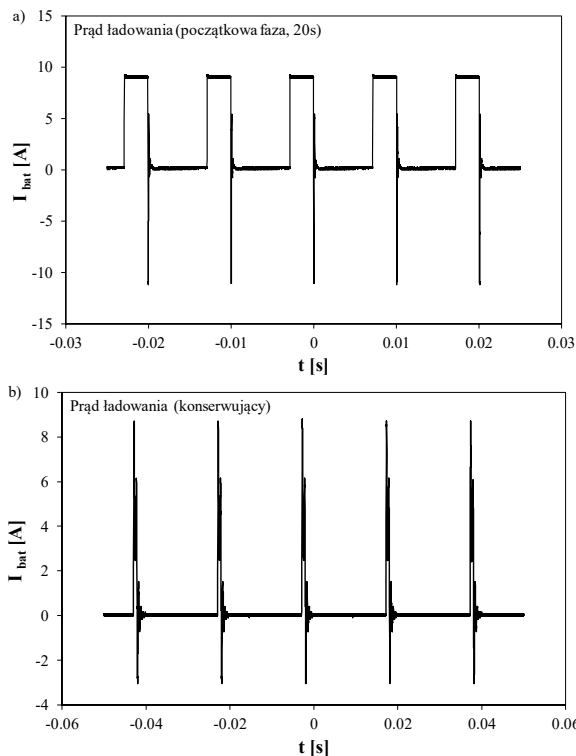 a)
15
Prąd ładowania (początkowa faza, 20s)
10
5
0
-5
-10
-15
I bat [A]
-0.03 -0.02 -0.01 0 0.01 0.02 0.03
t [s]
b)
10
Prąd ładowania (konserwujący)
8
6
4
2
0
-2
-4
I bat [A]
-0.06 -0.04 -0.02 0 0.02 0.04 0.06
t [s]